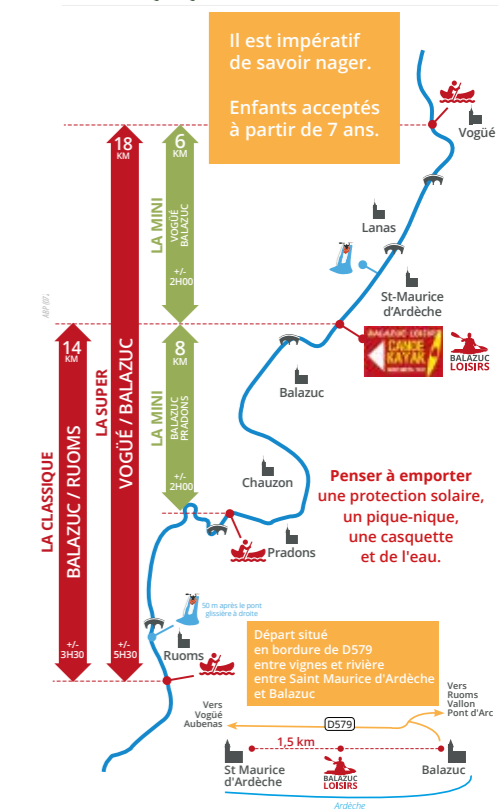 Il est impératif
de savoir nager.
Enfants acceptés
à partir de 7 ans.
Vogüé
Lanas
St-Maurice
d'Ardèche
BALAZUC LOISIRS
CANOË
KAYAK
BALAZUC
LOISIRS
Balazuc
Chauzon
Pradons
Penser à emporter
une protection solaire,
un pique-nique,
une casquette
et de l'eau.
18
KM
LA SUPER
VOGÜÉ / BALAZUC
+/-
5H30
6
KM
LA MINI
VOGÜÉ
BALAZUC
+/-
2H00
14
KM
LA CLASSIQUE
BALAZUC / RUOMS
+/-
3H30
8
KM
LA MINI
BALAZUC
PRADONS
+/-
2H00
50 m après le pont
glissière à droite
Ruoms
Départ situé
en bordure de D579
entre vignes et rivière
entre Saint Maurice d'Ardèche
et Balazuc
Vers
Vogüé
Aubenas
D579
Vers
Ruoms
Vallon
Pont d'Arc
1,5 km
St Maurice
d'Ardèche
BALAZUC
LOISIRS
Balazuc
Ardèche